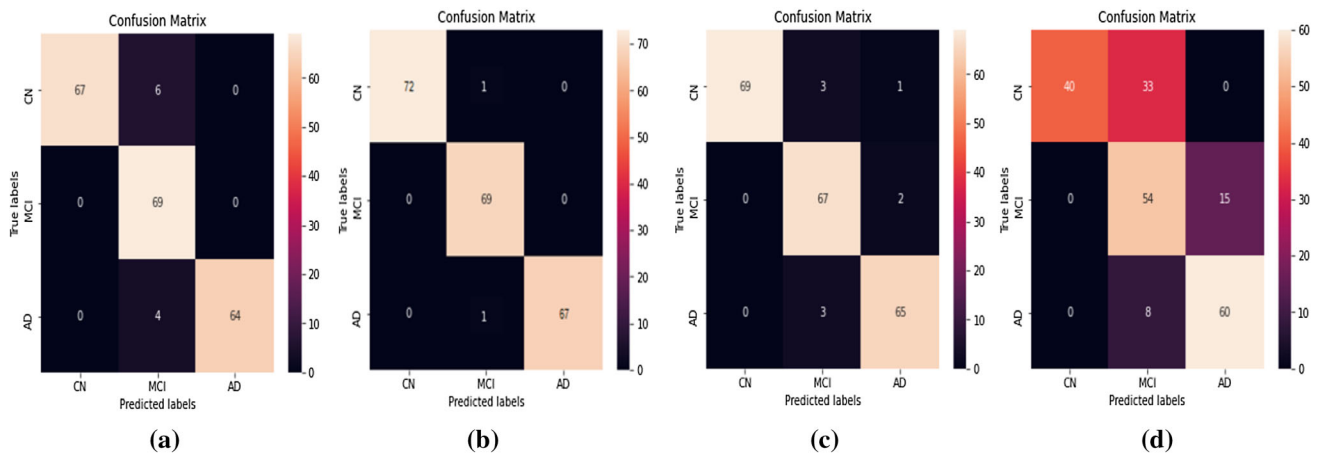 Confusion Matrix
CN 67 6 0
MCI 0 69 0
AD 0 4 64
True labels
CN MCI AD
Predicted labels
60
50
40
30
20
10
0
(a)
Confusion Matrix
CN 72 1 0
MCI 0 69 0
AD 0 1 67
True labels
CN MCI AD
Predicted labels
70
60
50
40
30
20
10
0
(b)
Confusion Matrix
CN 69 3 1
MCI 0 67 2
AD 0 3 65
True labels
CN MCI AD
Predicted labels
60
50
40
30
20
10
0
(c)
Confusion Matrix
CN 40 33 0
MCI 0 54 15
AD 0 8 60
True labels
CN MCI AD
Predicted labels
60
50
40
30
20
10
0
(d)